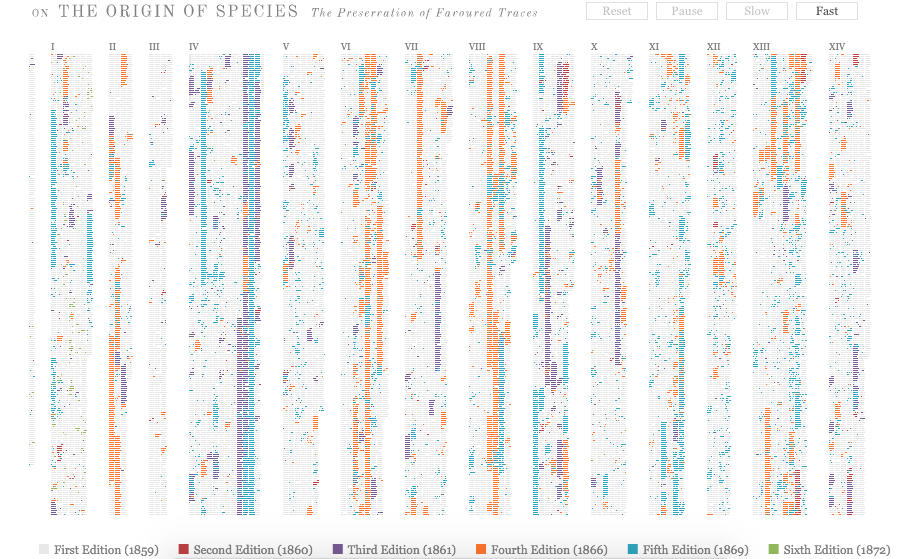 ON THE ORIGIN OF SPECIES The Preservation of Favoured Traces
Reset Pause Slow Fast
I II III IV V VI VII VIII IX X XI XII XIII XIV
First Edition (1859) Second Edition (1860) Third Edition (1861) Fourth Edition (1866) Fifth Edition (1869) Sixth Edition (1872)